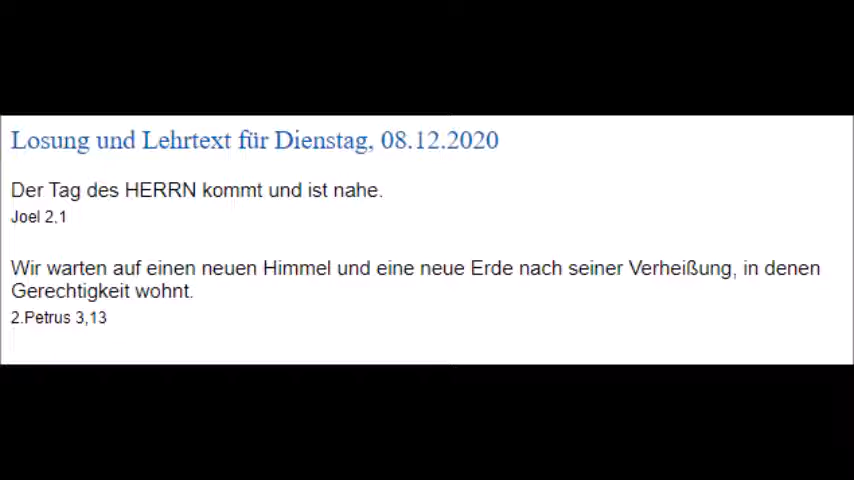 Losung und Lehrtext für Dienstag, 08.12.2020
Der Tag des HERRN kommt und ist nahe.
Joel 2,1
Wir warten auf einen neuen Himmel und eine neue Erde nach seiner Verheißung, in denen
Gerechtigkeit wohnt.
2.Petrus 3,13